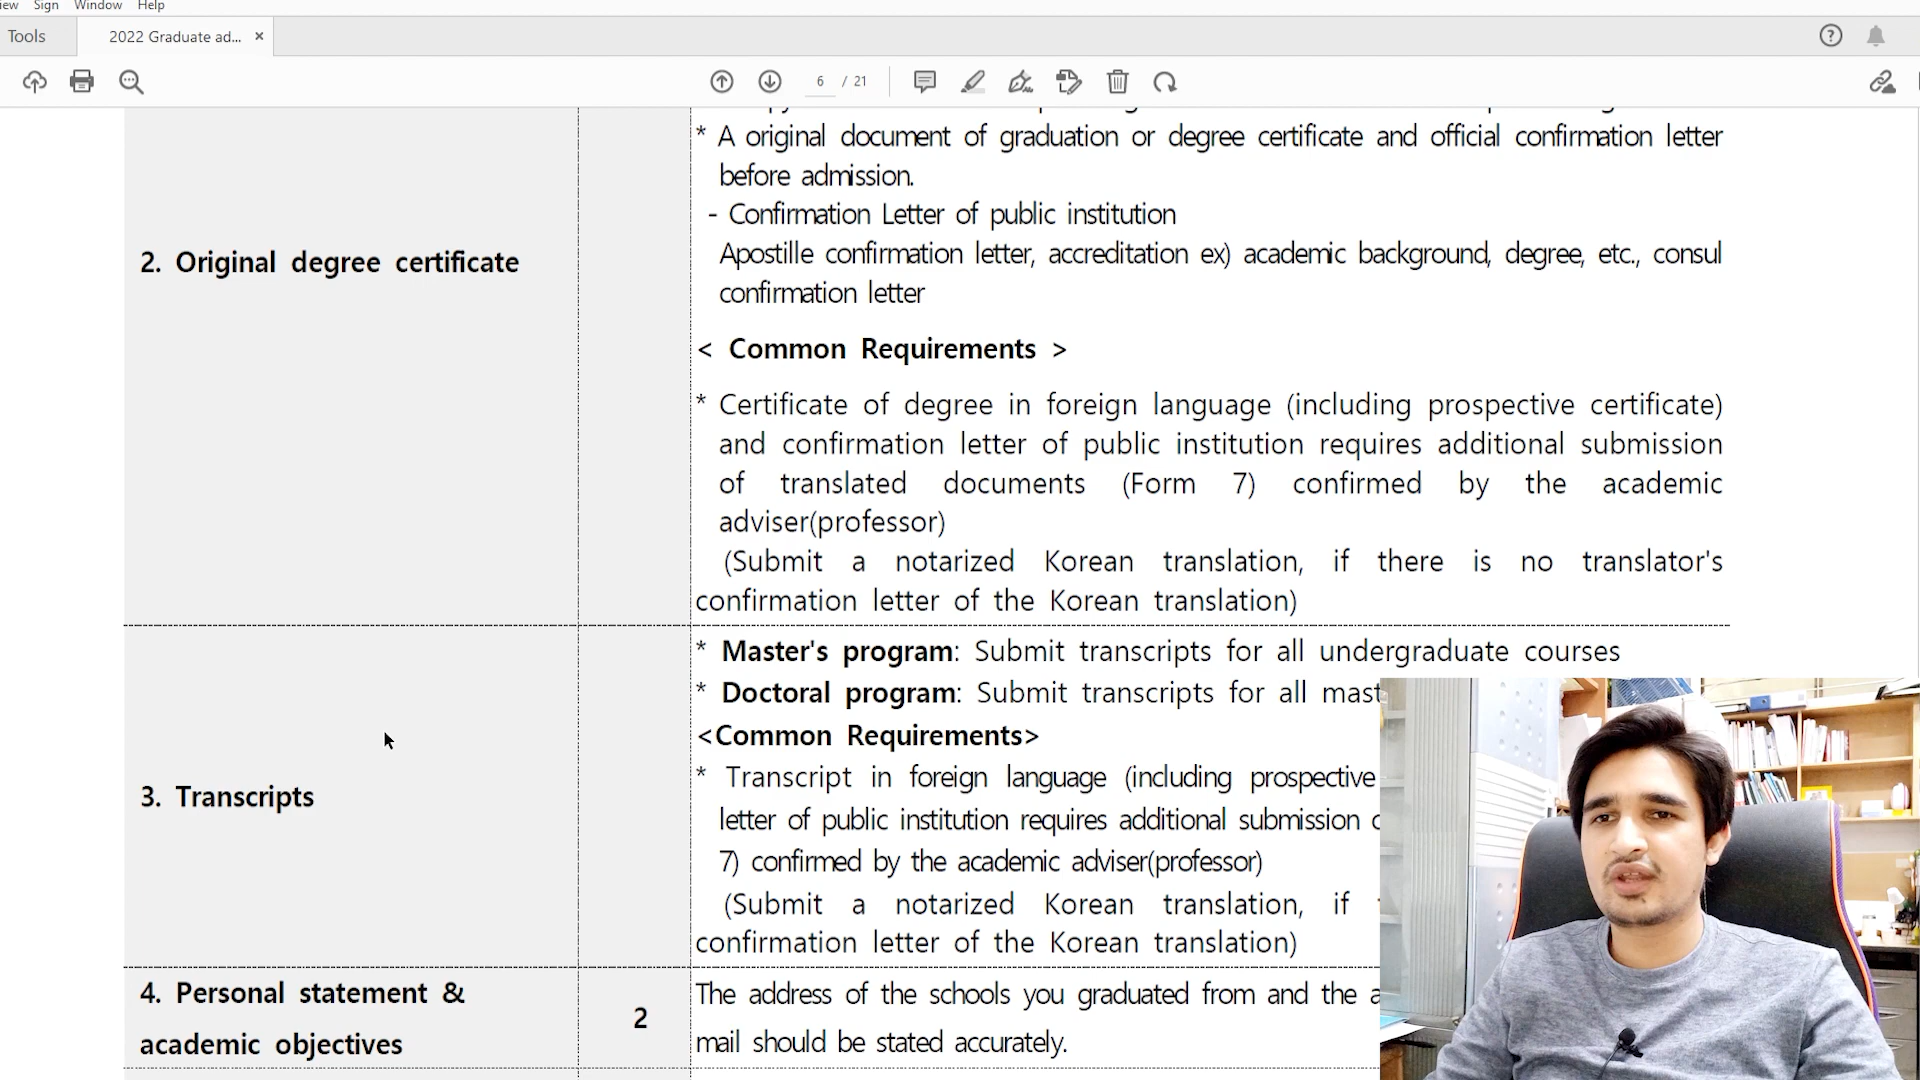 Sign Window Help
Tools 2022 Graduate ad... ×
6 / 21
* A original document of graduation or degree certificate and official confirmation letter
before admission.
- Confirmation Letter of public institution
Apostille confirmation letter, accreditation ex) academic background, degree, etc., consul
confirmation letter
2. Original degree certificate
< Common Requirements >
* Certificate of degree in foreign language (including prospective certificate)
and confirmation letter of public institution requires additional submission
of translated documents (Form 7) confirmed by the academic
adviser(professor)
(Submit a notarized Korean translation, if there is no translator's
confirmation letter of the Korean translation)
3. Transcripts
* Master's program: Submit transcripts for all undergraduate courses
* Doctoral program: Submit transcripts for all mast
<Common Requirements>
* Transcript in foreign language (including prospective
letter of public institution requires additional submission
7) confirmed by the academic adviser(professor)
(Submit a notarized Korean translation, if
confirmation letter of the Korean translation)
4. Personal statement &
academic objectives
2
The address of the schools you graduated from and the a
mail should be stated accurately.